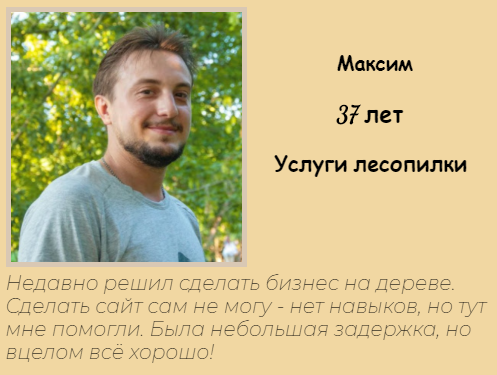 Максим
37 лет
Услуги лесопилки
Недавно решил сделать бизнес на дереве.
Сделать сайт сам не могу - нет навыков, но тут
мне помогли. Была небольшая задержка, но
вцелом всё хорошо!